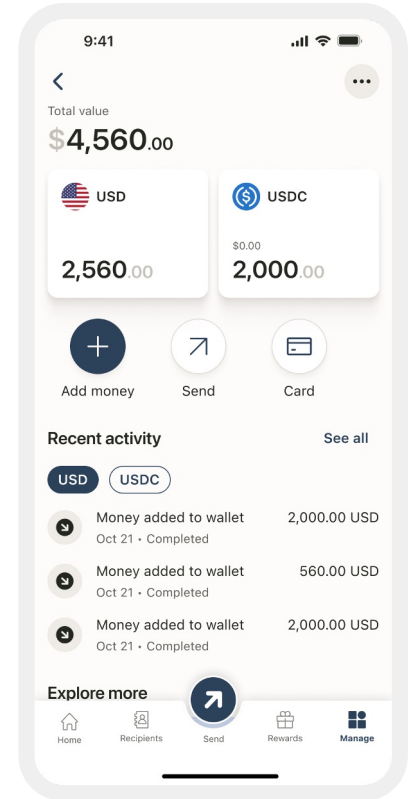 9:41
Total value
$4,560.00
USD
USDC
$0.00
2,560.00
2,000.00
Add money
Send
Card
Recent activity
See all
USD
USDC
Money added to wallet
2,000.00 USD
Oct 21 • Completed
Money added to wallet
560.00 USD
Oct 21 • Completed
Money added to wallet
2,000.00 USD
Oct 21 • Completed
Explore more
Home
Recipients
Send
Rewards
Manage